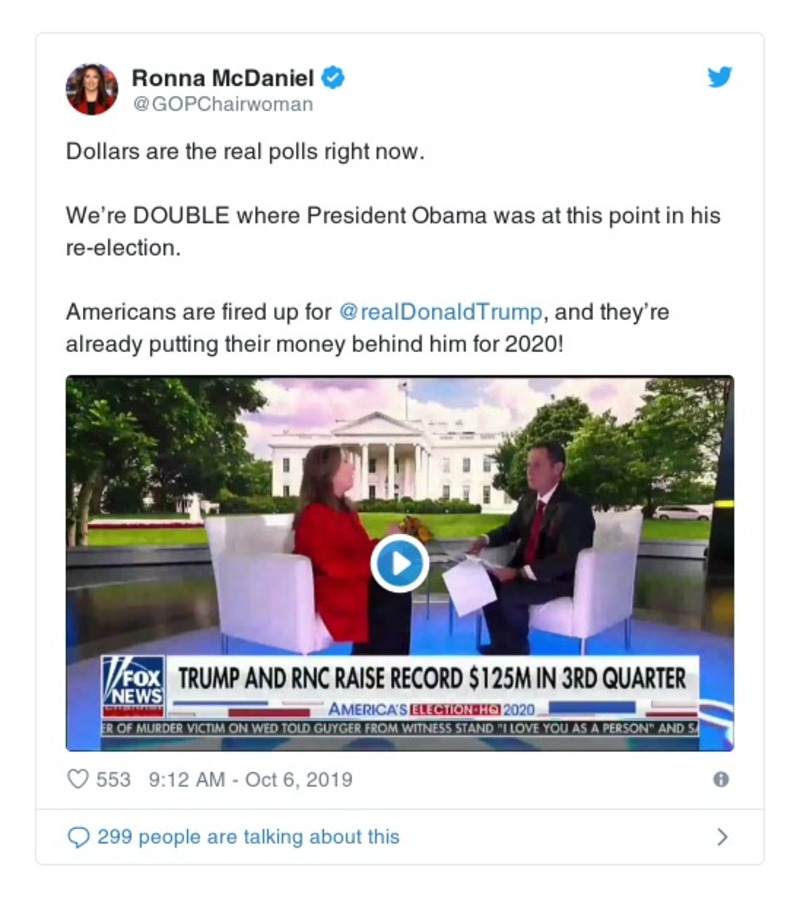 Ronna McDaniel
@GOPChairwoman
Dollars are the real polls right now.
We’re DOUBLE where President Obama was at this point in his
re-election.
Americans are fired up for @realDonaldTrump, and they’re
already putting their money behind him for 2020!
FOX
NEWS
TRUMP AND RNC RAISE RECORD $125M IN 3RD QUARTER
AMERICA'S ELECTION HQ 2020
ER OF MURDER VICTIM ON WED TOLD GUYGER FROM WITNESS STAND "I LOVE YOU AS A PERSON" AND SA
553 9:12 AM - Oct 6, 2019
299 people are talking about this